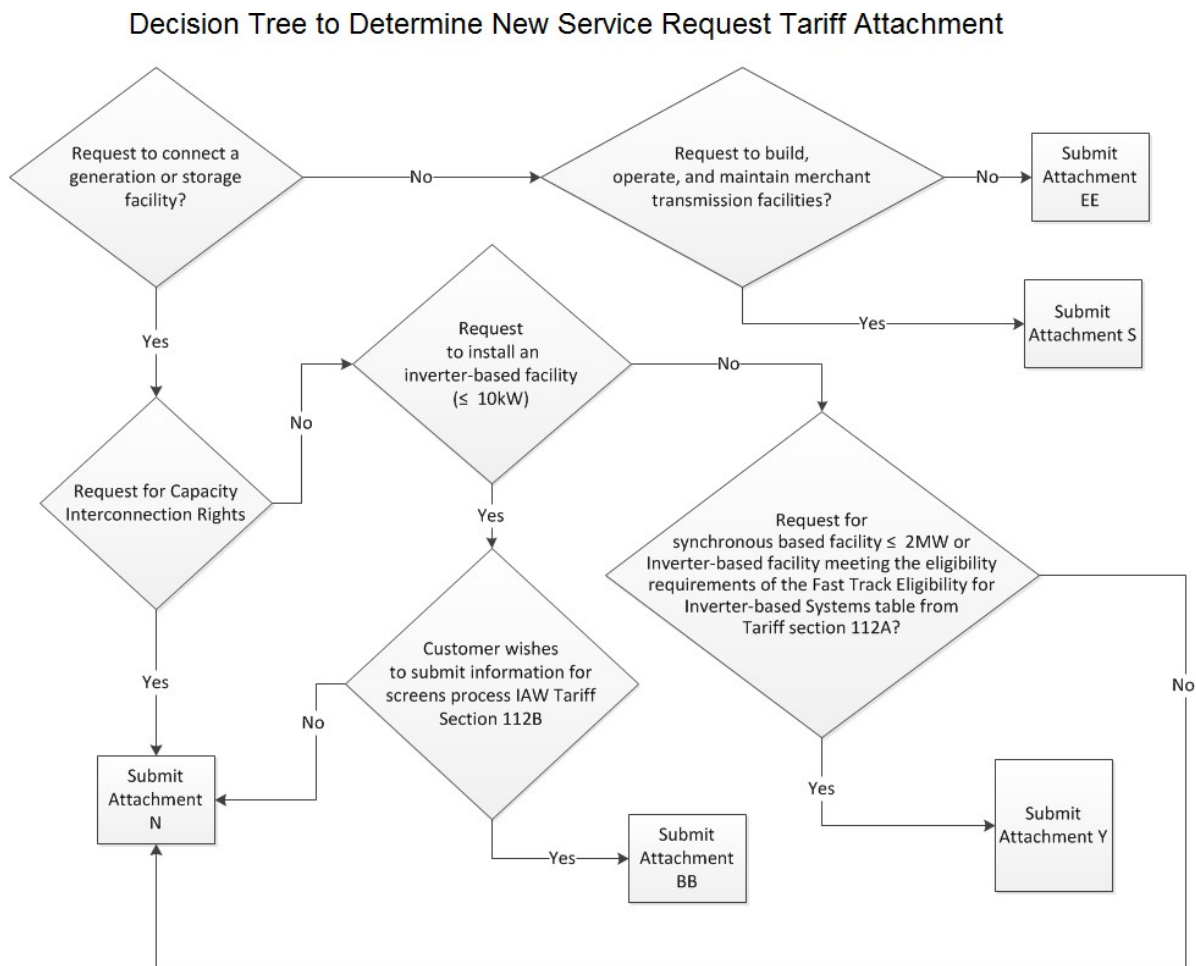 Decision Tree to Determine New Service Request Tariff Attachment
Request to connect a
generation or storage
facility?
No
Request to build,
operate, and maintain merchant
transmission facilities?
No
Submit
Attachment
EE
Yes
Submit
Attachment S
Yes
Request
to install an
inverter-based facility
(≤ 10kW)
No
No
Request for Capacity
Interconnection Rights
Yes
Request for
synchronous based facility ≤ 2MW or
Inverter-based facility meeting the eligibility
requirements of the Fast Track Eligibility for
Inverter-based Systems table from
Tariff section 112A?
Customer wishes
to submit information for
screens process IAW Tariff
Section 112B
Yes
No
No
Submit
Attachment
N
Yes
Submit
Attachment Y
Yes
Submit
Attachment
BB